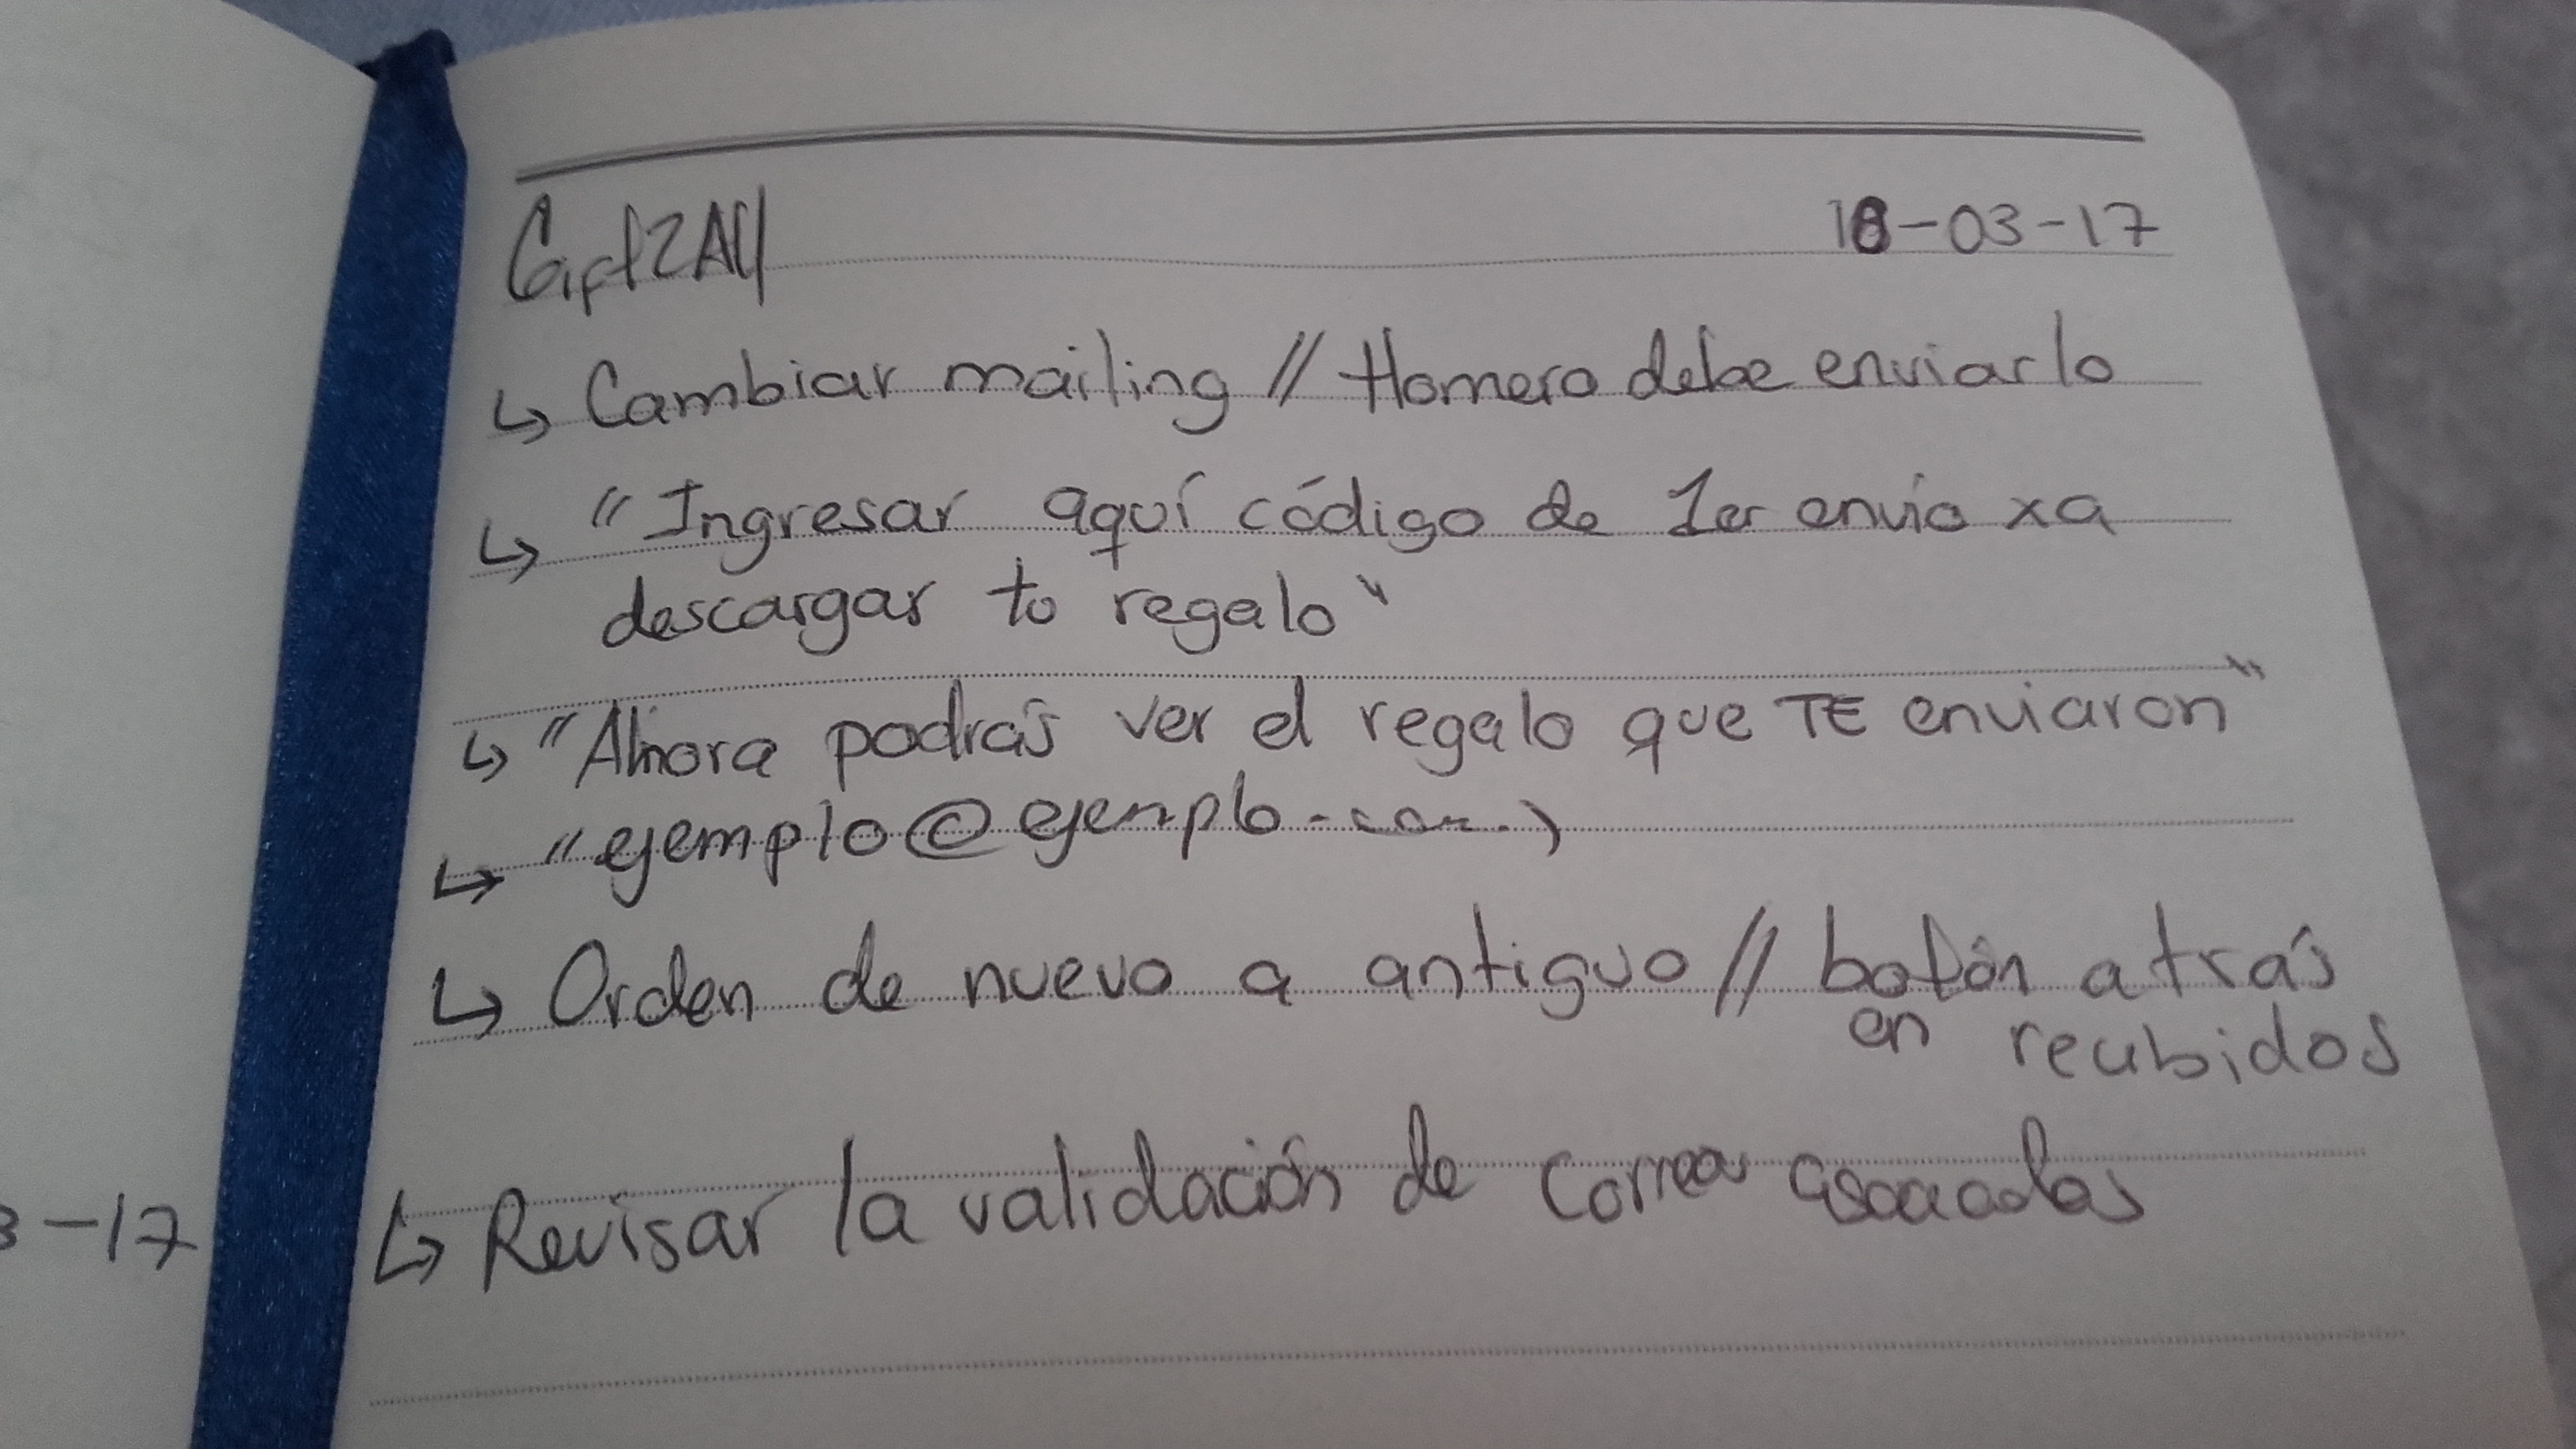 Gift2All
18-03-17
↳ Cambiar mailing // Homero debe enviarlo
↳ "Ingresar aquí código de 1er envío xa
descargar tu regalo"
↳ "Ahora podrás ver el regalo que TE enviaron"
↳ "ejemplo@ejemplo.com")
↳ Orden de nuevo a antiguo // botón atrás
en recibidos
3-17
↳ Revisar la validación de correos asociados